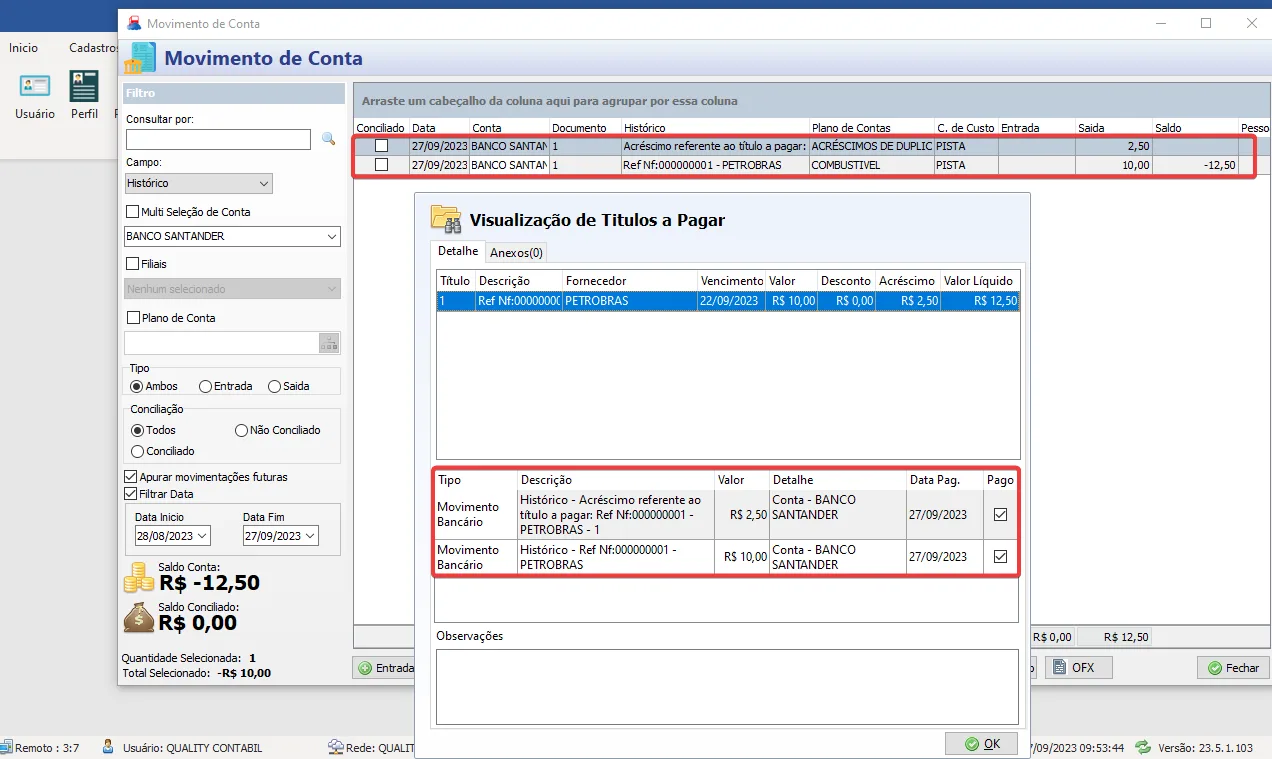 Movimento de Conta
Inicio Cadastros
Usuário Perfil
Movimento de Conta
Filtro
Consultar por:
Campo:
Histórico
Multi Seleção de Conta
BANCO SANTANDER
Filiais
Nenhum selecionado
Plano de Conta
Tipo
Ambos Entrada Saida
Conciliação
Todos Não Conciliado
Conciliado
Apurar movimentações futuras
Filtrar Data
Data Inicio Data Fim
28/08/2023 27/09/2023
Saldo Conta:
R$ -12,50
Saldo Conciliado:
R$ 0,00
Quantidade Selecionada: 1
Total Selecionado: -R$ 10,00
Arraste um cabeçalho da coluna aqui para agrupar por essa coluna
Conciliado Data Conta Documento Histórico Plano de Contas C. de Custo Entrada Saida Saldo Pesso
27/09/2023 BANCO SANTAN 1 Acréscimo referente ao título a pagar: ACRÉSCIMOS DE DUPLIC PISTA 2,50
27/09/2023 BANCO SANTAN 1 Ref Nf:000000001 - PETROBRAS COMBUSTIVEL PISTA 10,00 -12,50
Visualização de Titulos a Pagar
Detalhe Anexos(0)
Título Descrição Fornecedor Vencimento Valor Desconto Acréscimo Valor Líquido
1 Ref Nf:00000000 PETROBRAS 22/09/2023 R$ 10,00 R$ 0,00 R$ 2,50 R$ 12,50
Tipo Descrição Valor Detalhe Data Pag. Pago
Movimento Bancário Histórico - Acréscimo referente ao título a pagar: Ref Nf:000000001 - PETROBRAS - 1 R$ 2,50 Conta - BANCO SANTANDER 27/09/2023
Movimento Bancário Histórico - Ref Nf:000000001 - PETROBRAS R$ 10,00 Conta - BANCO SANTANDER 27/09/2023
Observações
OK
R$ 0,00 R$ 12,50
Entrada OFX Fechar
Remoto : 3:7 Usuário: QUALITY CONTABIL Rede: QUALIT 7/09/2023 09:53:44 Versão: 23.5.1.103